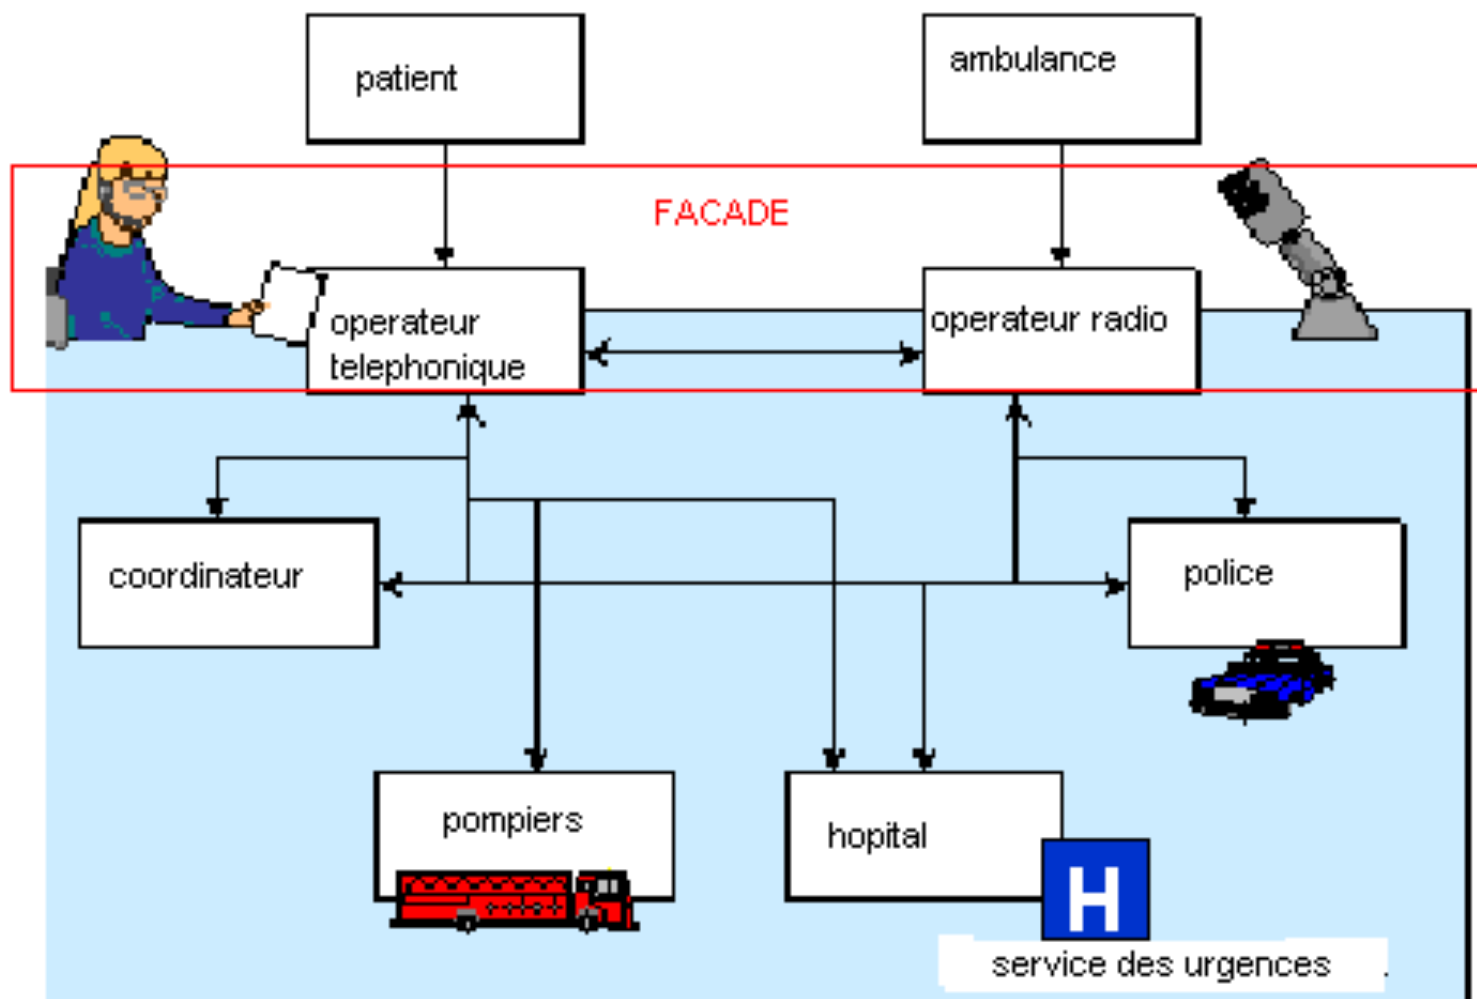 patient
ambulance
FACADE
operateur
telephonique
operateur radio
coordinateur
police
pompiers
hopital
H
service des urgences .